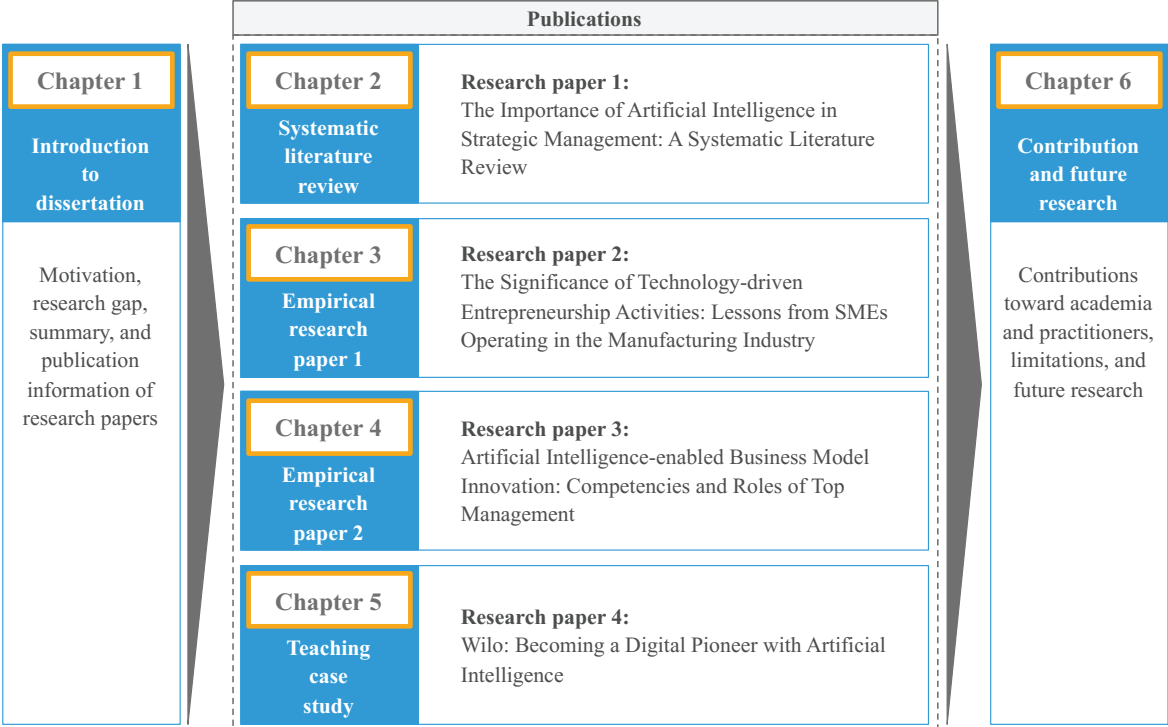 Publications
Chapter 1
Introduction
to
dissertation
Motivation,
research gap,
summary, and
publication
information of
research papers
Chapter 2
Systematic
literature
review
Research paper 1:
The Importance of Artificial Intelligence in
Strategic Management: A Systematic Literature
Review
Chapter 3
Empirical
research
paper 1
Research paper 2:
The Significance of Technology-driven
Entrepreneurship Activities: Lessons from SMEs
Operating in the Manufacturing Industry
Chapter 4
Empirical
research
paper 2
Research paper 3:
Artificial Intelligence-enabled Business Model
Innovation: Competencies and Roles of Top
Management
Chapter 5
Teaching
case
study
Research paper 4:
Wilo: Becoming a Digital Pioneer with Artificial
Intelligence
Chapter 6
Contribution
and future
research
Contributions
toward academia
and practitioners,
limitations, and
future research